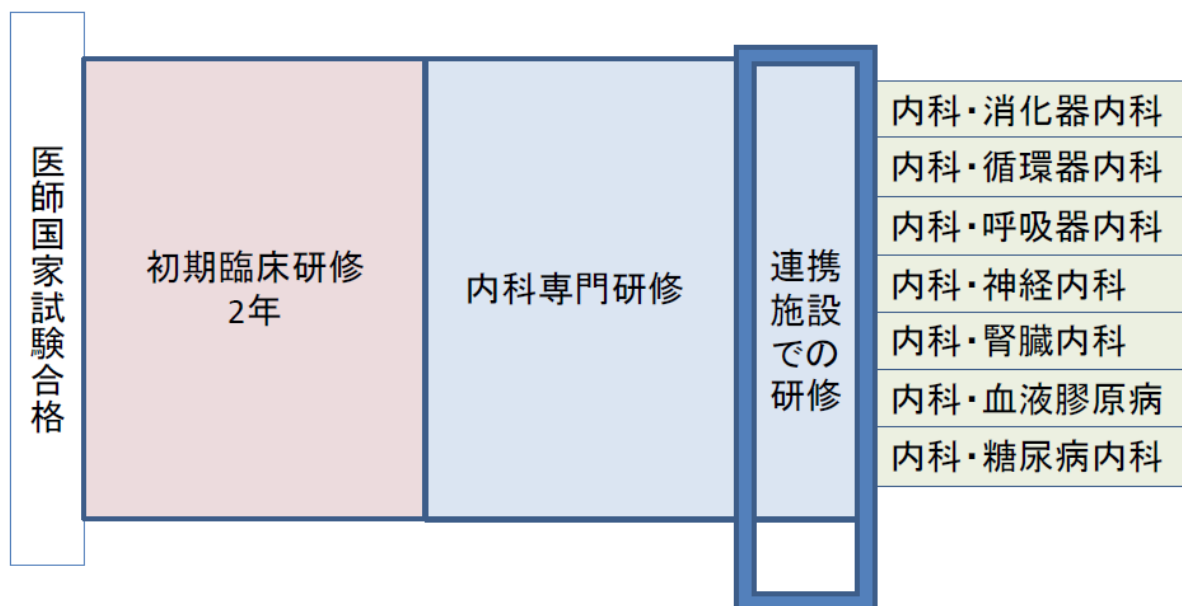 医師国家試験合格
初期臨床研修
2年
内科専門研修
連携
施設
での
研修
内科・消化器内科
内科・循環器内科
内科・呼吸器内科
内科・神経内科
内科・腎臓内科
内科・血液膠原病
内科・糖尿病内科